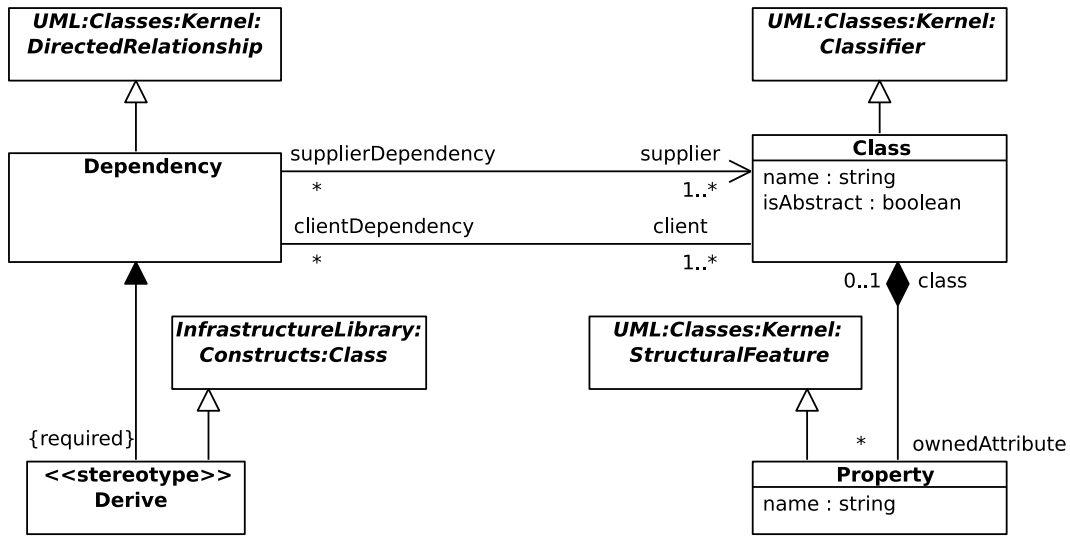 UML:Classes:Kernel:
DirectedRelationship
UML:Classes:Kernel:
Classifier
Dependency
supplierDependency
supplier
*
1..*
clientDependency
client
*
1..*
Class
name : string
isAbstract : boolean
0..1
class
InfrastructureLibrary:
Constructs:Class
UML:Classes:Kernel:
StructuralFeature
{required}
*
ownedAttribute
<<stereotype>>
Derive
Property
name : string